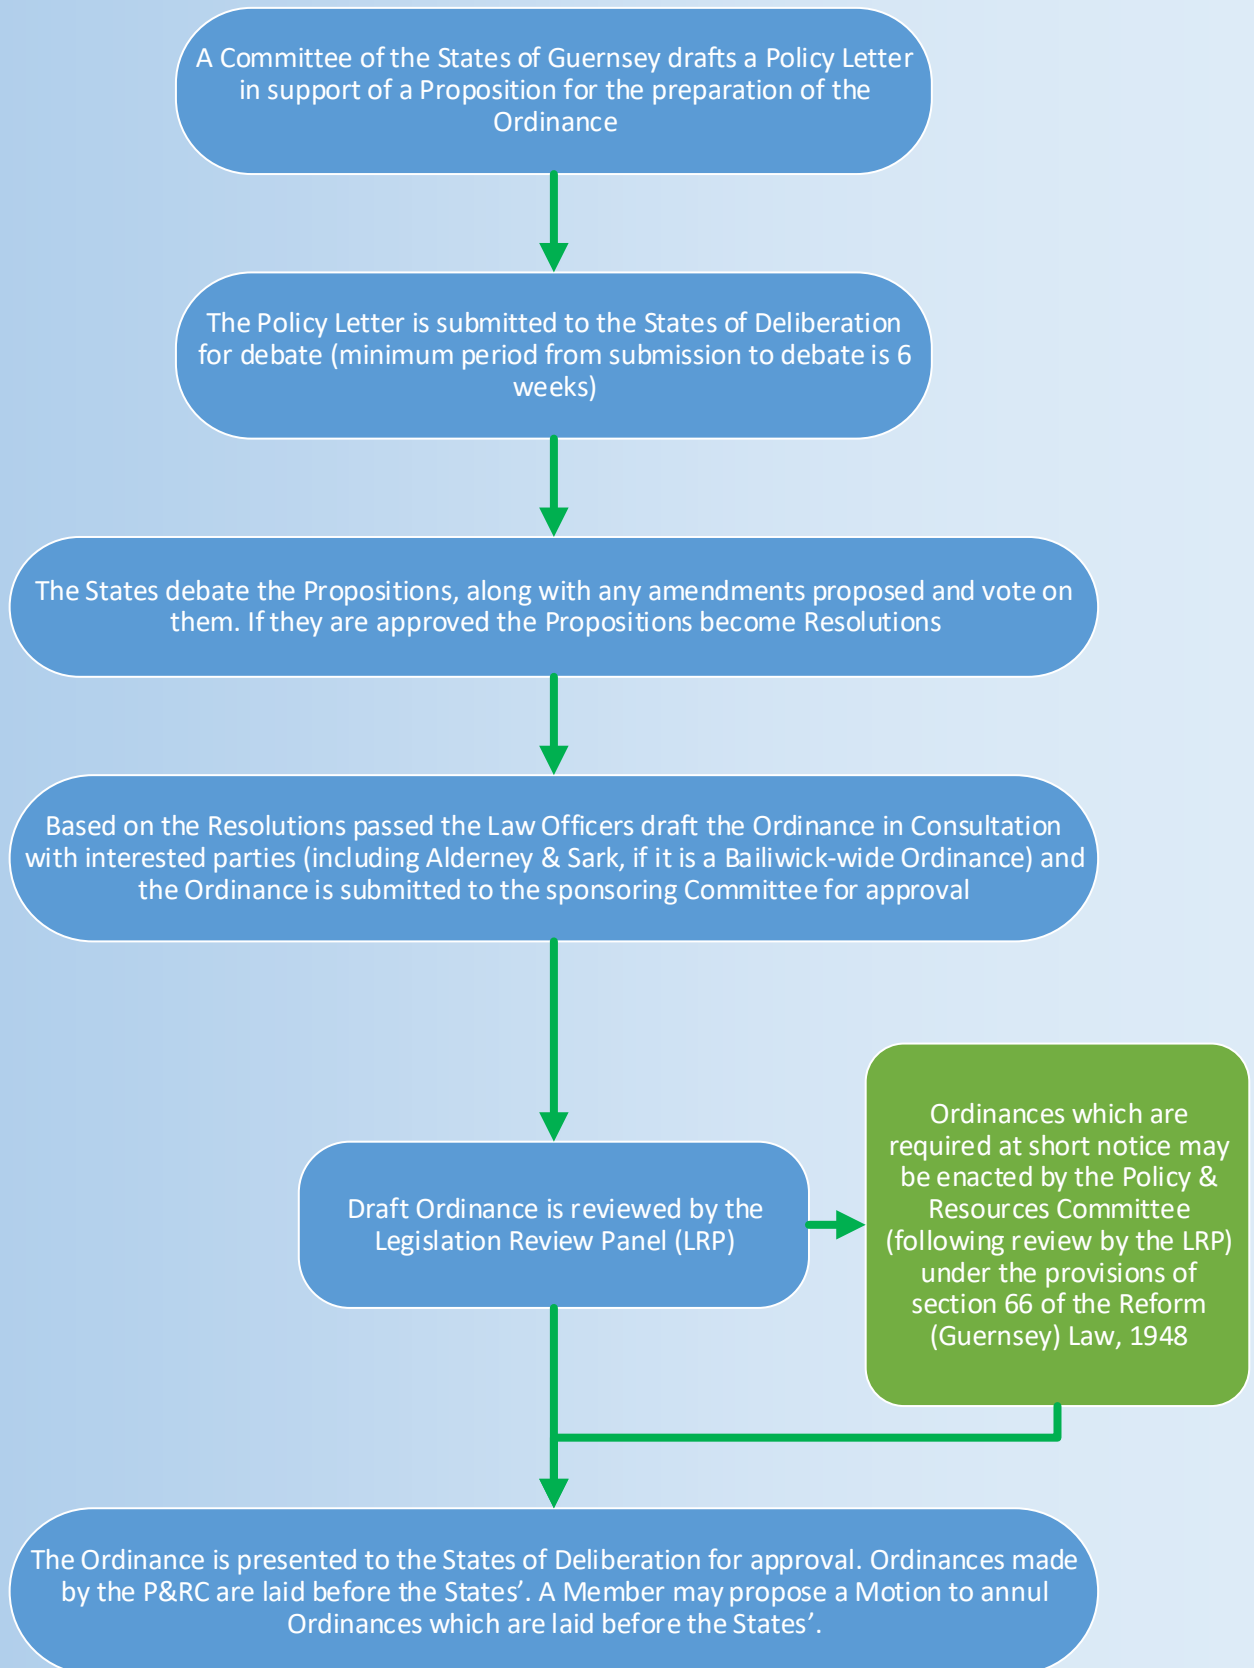 A Committee of the States of Guernsey drafts a Policy Letter
in support of a Proposition for the preparation of the
Ordinance
The Policy Letter is submitted to the States of Deliberation
for debate (minimum period from submission to debate is 6
weeks)
The States debate the Propositions, along with any amendments proposed and vote on
them. If they are approved the Propositions become Resolutions
Based on the Resolutions passed the Law Officers draft the Ordinance in Consultation
with interested parties (including Alderney & Sark, if it is a Bailiwick-wide Ordinance) and
the Ordinance is submitted to the sponsoring Committee for approval
Draft Ordinance is reviewed by the
Legislation Review Panel (LRP)
Ordinances which are
required at short notice may
be enacted by the Policy &
Resources Committee
(following review by the LRP)
under the provisions of
section 66 of the Reform
(Guernsey) Law, 1948
The Ordinance is presented to the States of Deliberation for approval. Ordinances made
by the P&RC are laid before the States’. A Member may propose a Motion to annul
Ordinances which are laid before the States’.